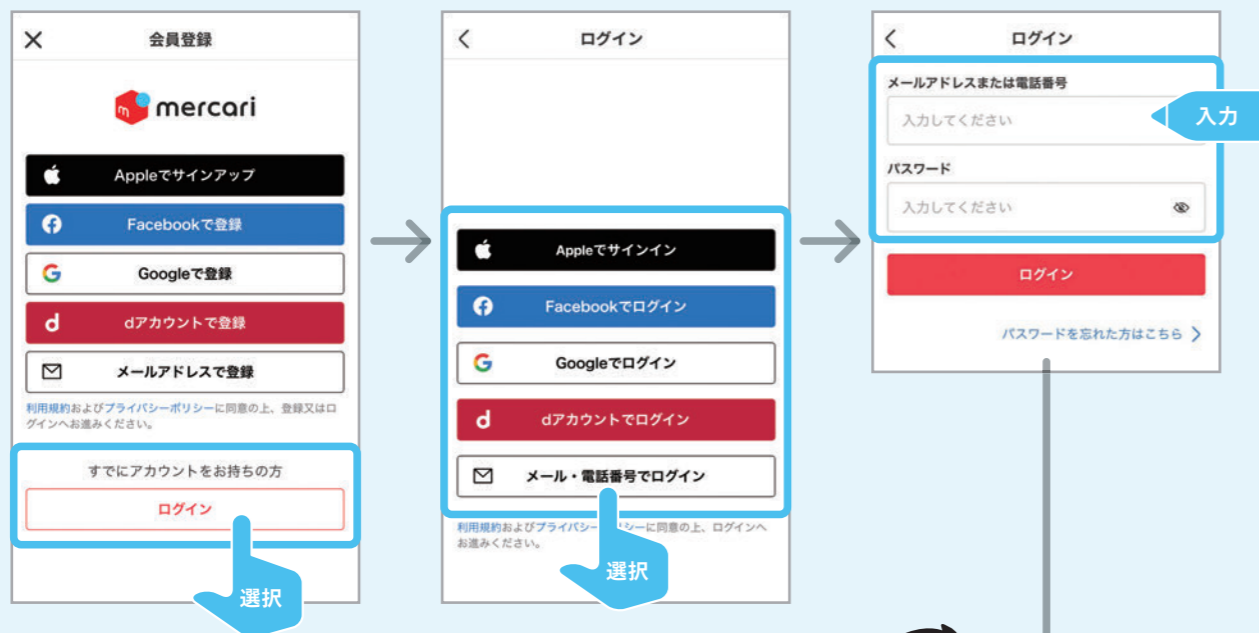 会員登録
mercari
Appleでサインアップ
Facebookで登録
Googleで登録
dアカウントで登録
メールアドレスで登録
利用規約およびプライバシーポリシーに同意の上、登録又はロ
グインへお進みください。
すでにアカウントをお持ちの方
ログイン
選択
ログイン
Appleでサインイン
Facebookでログイン
Googleでログイン
dアカウントでログイン
メール・電話番号でログイン
利用規約およびプライバシー シーに同意の上、ログインへ
お進みください。
選択
ログイン
メールアドレスまたは電話番号
入力してください
入力
パスワード
入力してください
ログイン
パスワードを忘れた方はこちら